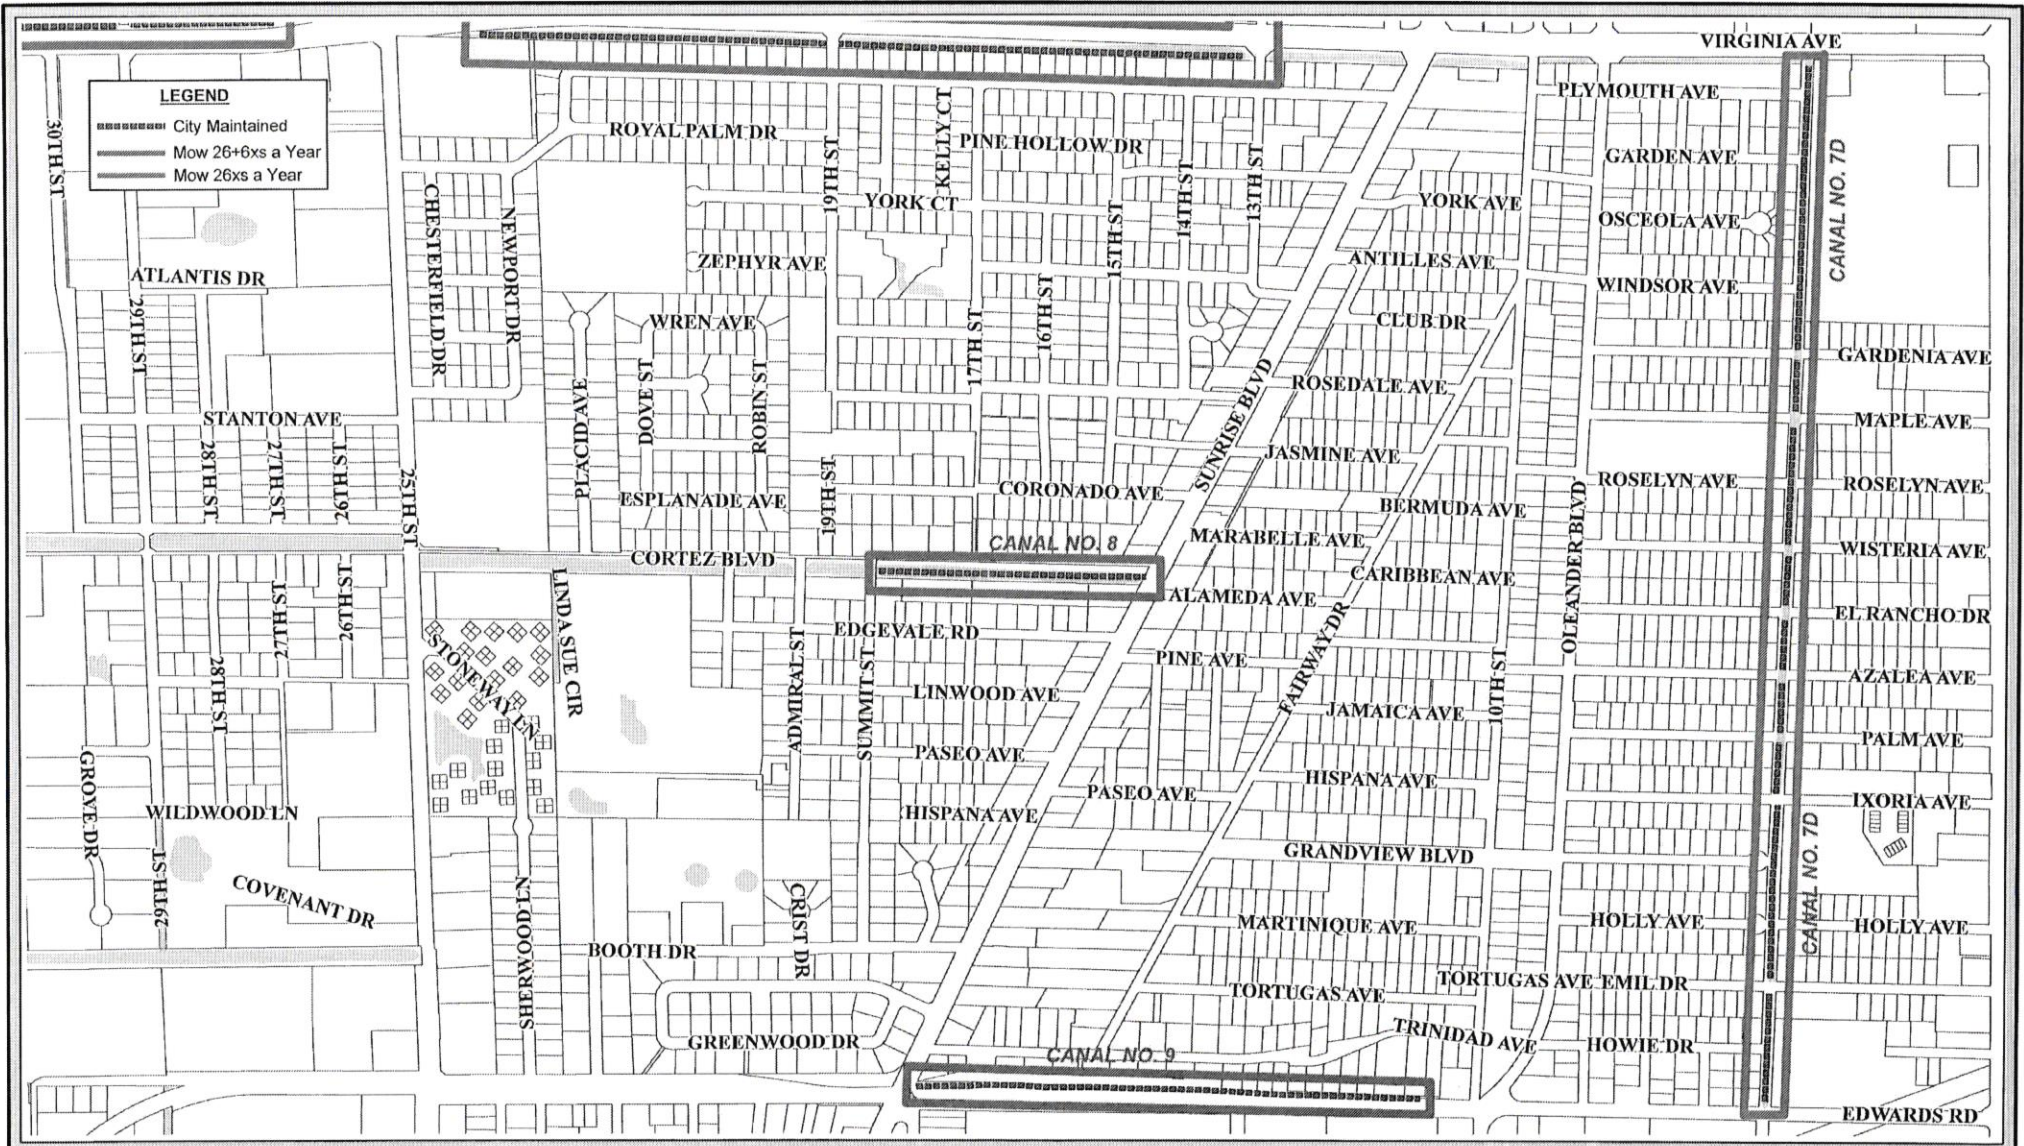 VIRGINIA AVE
LEGEND
City Maintained
Mow 26+6xs a Year
Mow 26xs a Year
PLYMOUTH AVE
30TH ST
ROYAL PALM DR
19TH ST
KELLY CT
PINE HOLLOW DR
14TH ST
13TH ST
GARDEN AVE
CANAL NO. 7D
CHESTERFIELD DR
NEWPORT DR
YORK CT
15TH ST
YORK AVE
OSCEOLA AVE
ATLANTIS DR
ZEPHYR AVE
ANTILLES AVE
WINDSOR AVE
29TH ST
WREN AVE
17TH ST
16TH ST
CLUB DR
GARDENIA AVE
STANTON AVE
PLACID AVE
DOVE ST
ROBIN ST
SUNRISE BLVD
ROSEDALE AVE
MAPLE AVE
28TH ST
27TH ST
26TH ST
25TH ST
JASMINE AVE
ESPLANADE AVE
19TH ST
CORONADO AVE
BERMUDA AVE
OLEANDER BLVD
ROSELYN AVE
ROSELYN AVE
CORTEZ BLVD
CANAL NO. 8
MARABELLE AVE
WISTERIA AVE
27TH ST
26TH ST
LINDA SUE CIR
CARIBBEAN AVE
ALAMEDA AVE
EL RANCHO DR
STONEWAY LN
EDGEVALE RD
FAIRWAY DR
28TH ST
ADMIRAL ST
SUMMIT ST
PINE AVE
10TH ST
AZALEA AVE
LINWOOD AVE
JAMAICA AVE
PALM AVE
GROVE DR
PASEO AVE
HISPANA AVE
PASEO AVE
IXORIA AVE
WILDWOOD LN
HISPANA AVE
GRANDVIEW BLVD
CANAL NO. 7D
29TH ST
COVENANT DR
SHERWOOD LN
CRIST DR
MARTINIQUE AVE
HOLLY AVE
HOLLY AVE
BOOTH DR
TORTUGAS AVE
TORTUGAS AVE
EMIL DR
GREENWOOD DR
TRINIDAD AVE
HOWIE DR
CANAL NO. 9
EDWARDS RD